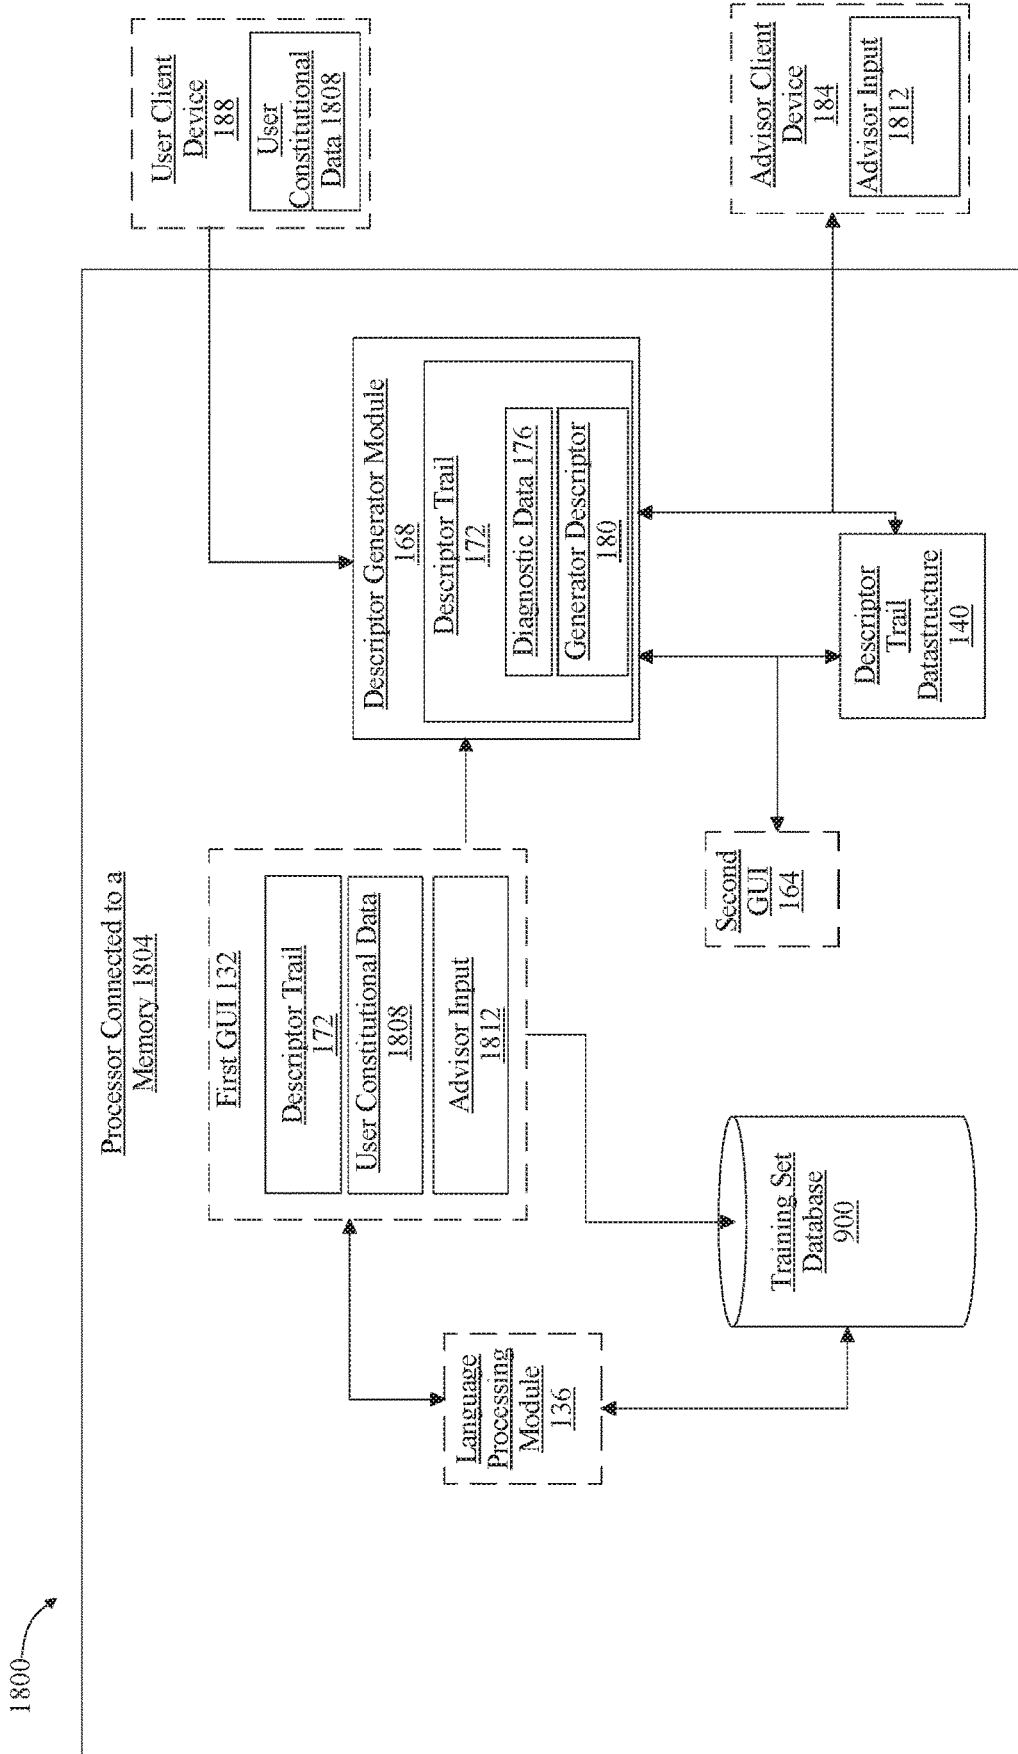 1800
Processor Connected to a
Memory 1804
First GUI 132
Descriptor Trail
172
User Constitutional Data
1808
Advisor Input
1812
Language
Processing
Module
136
Training Set
Database
900
Descriptor Generator Module
168
Descriptor Trail
172
Diagnostic Data 176
Generator Descriptor
180
Second
GUI
164
Descriptor
Trail
Datastructure
140
User Client
Device
188
User
Constitutional
Data 1808
Advisor Client
Device
184
Advisor Input
1812